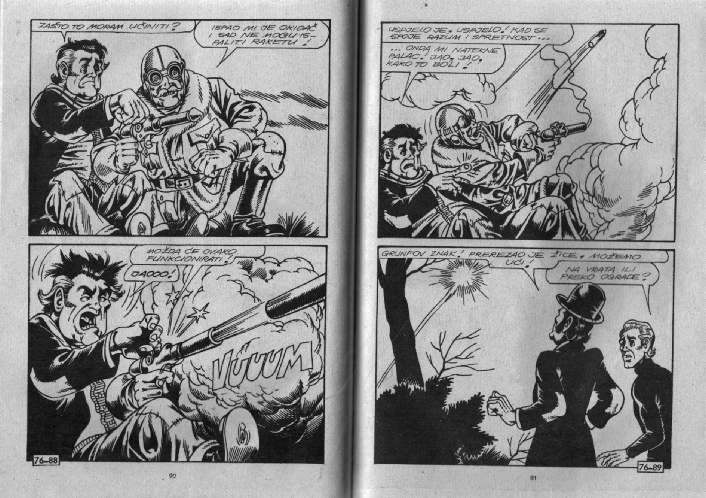 ZAŠTO TO MORAM UČINITI?
ISPAO MI JE OKIDAČ
I SAD NE MOGU IS-
PALITI RAKETU!
MOŽDA ĆE OVAKO
FUNKCIONIRATI!
JAOOO!
VUUUM
76-88
90
USPJELO JE, USPJELO! KAD SE
SPOJE RAZUM I SPRETNOST...
... ONDA MI NATEKNE
PALAC! JAO, JAO,
KAKO TO BOLI!
GRUNFOV ZNAK! PREREZAO JE ŽICE. MOŽEMO
UĆI!
NA VRATA ILI
PREKO OGRADE?
76-89
91